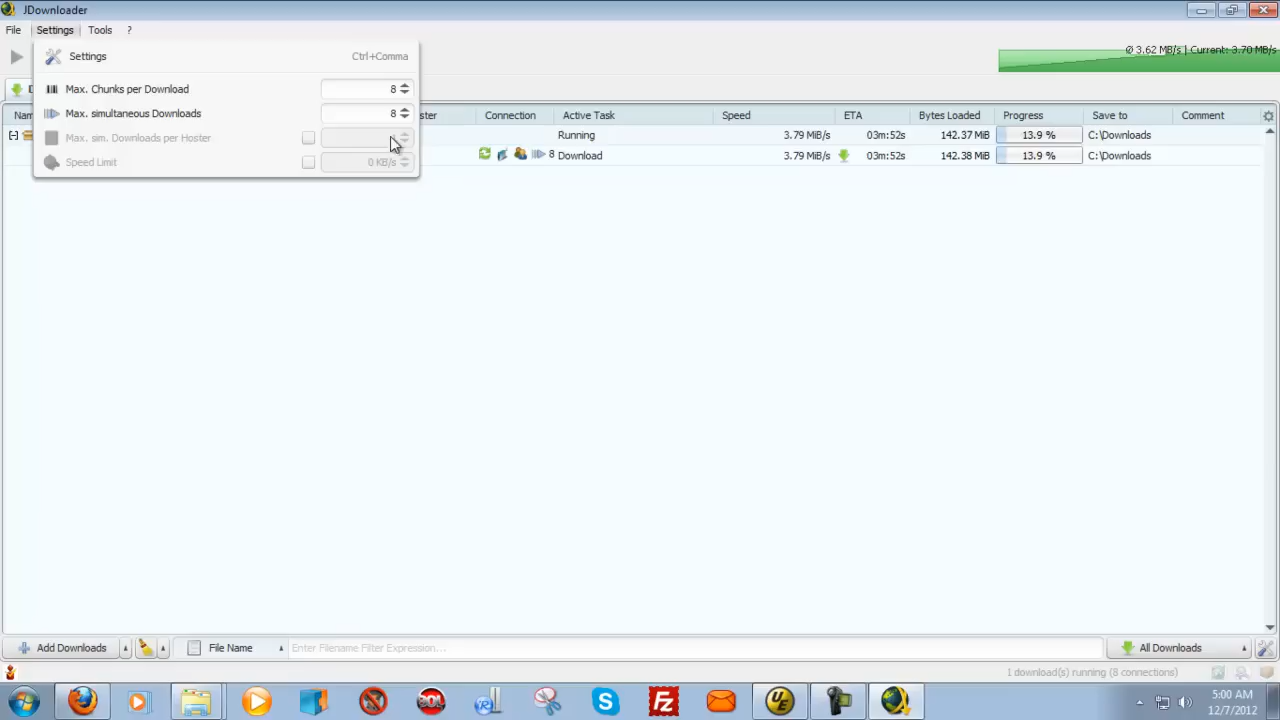 JDownloader
File Settings Tools ?
Settings Ctrl+Comma
Ø 3.62 MB/s | Current: 3.70 MB/s
Max. Chunks per Download 8
Max. simultaneous Downloads 8
Max. sim. Downloads per Hoster
Speed Limit 0 KB/s
Connection Active Task Speed ETA Bytes Loaded Progress Save to Comment
Running 3.79 MiB/s 03m:52s 142.37 MiB 13.9 % C:\Downloads
8 Download 3.79 MiB/s 03m:52s 142.38 MiB 13.9 % C:\Downloads
Add Downloads File Name Enter Filename Filter Expression... All Downloads
1 download(s) running (8 connections)
AOL UE
5:00 AM
12/7/2012